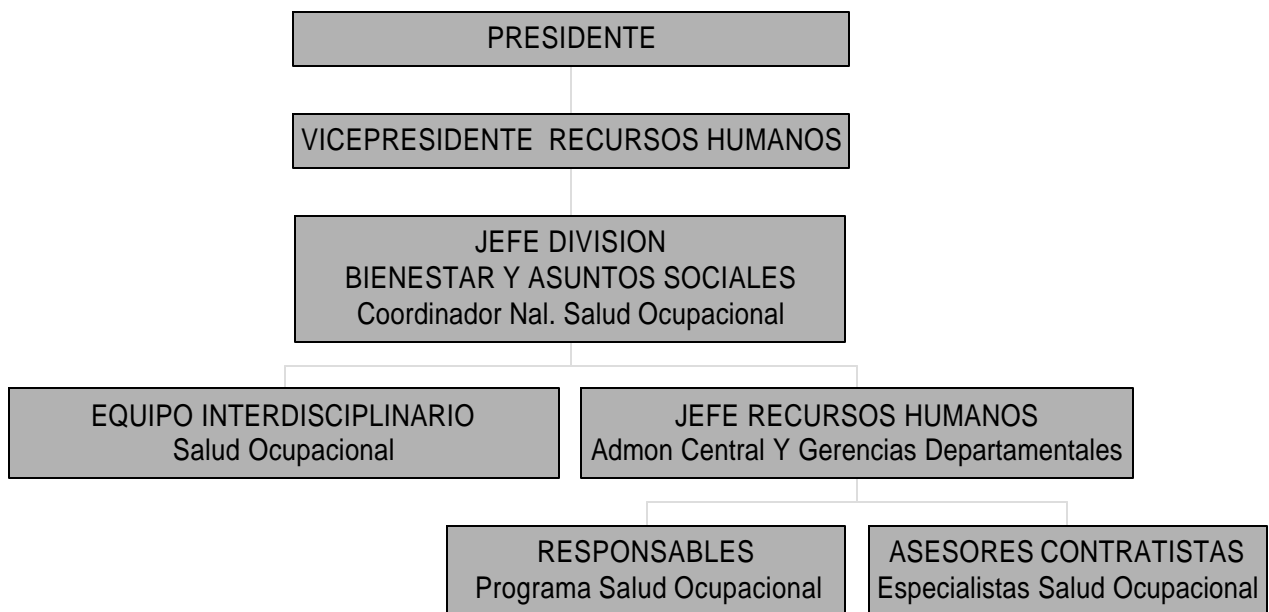 PRESIDENTE
VICEPRESIDENTE RECURSOS HUMANOS
JEFE DIVISION
BIENESTAR Y ASUNTOS SOCIALES
Coordinador Nal. Salud Ocupacional
EQUIPO INTERDISCIPLINARIO
Salud Ocupacional
JEFE RECURSOS HUMANOS
Admon Central Y Gerencias Departamentales
RESPONSABLES
Programa Salud Ocupacional
ASESORES CONTRATISTAS
Especialistas Salud Ocupacional